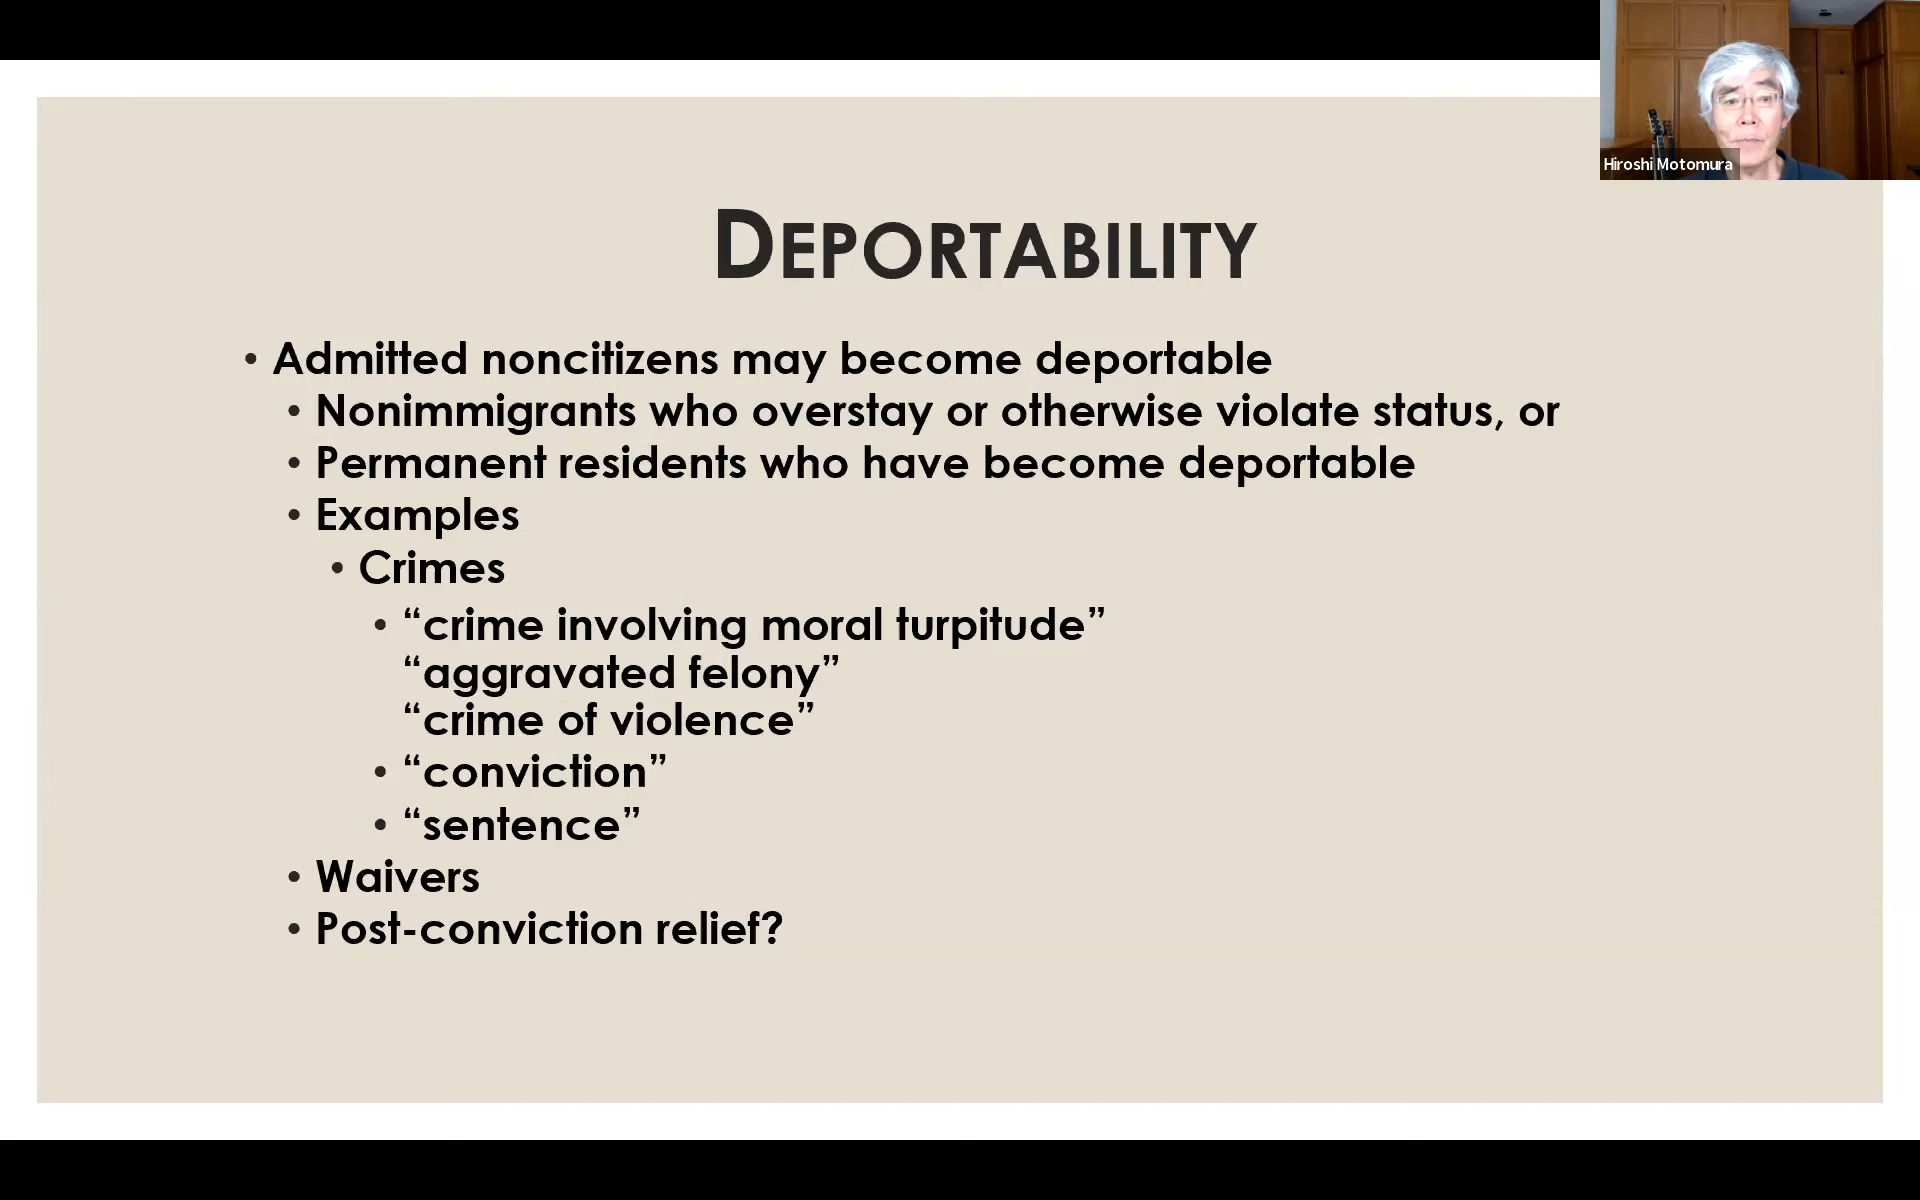 Hiroshi Motomura
DEPORTABILITY
• Admitted noncitizens may become deportable
• Nonimmigrants who overstay or otherwise violate status, or
• Permanent residents who have become deportable
• Examples
• Crimes
• “crime involving moral turpitude”
“aggravated felony”
“crime of violence”
• “conviction”
• “sentence”
• Waivers
• Post-conviction relief?